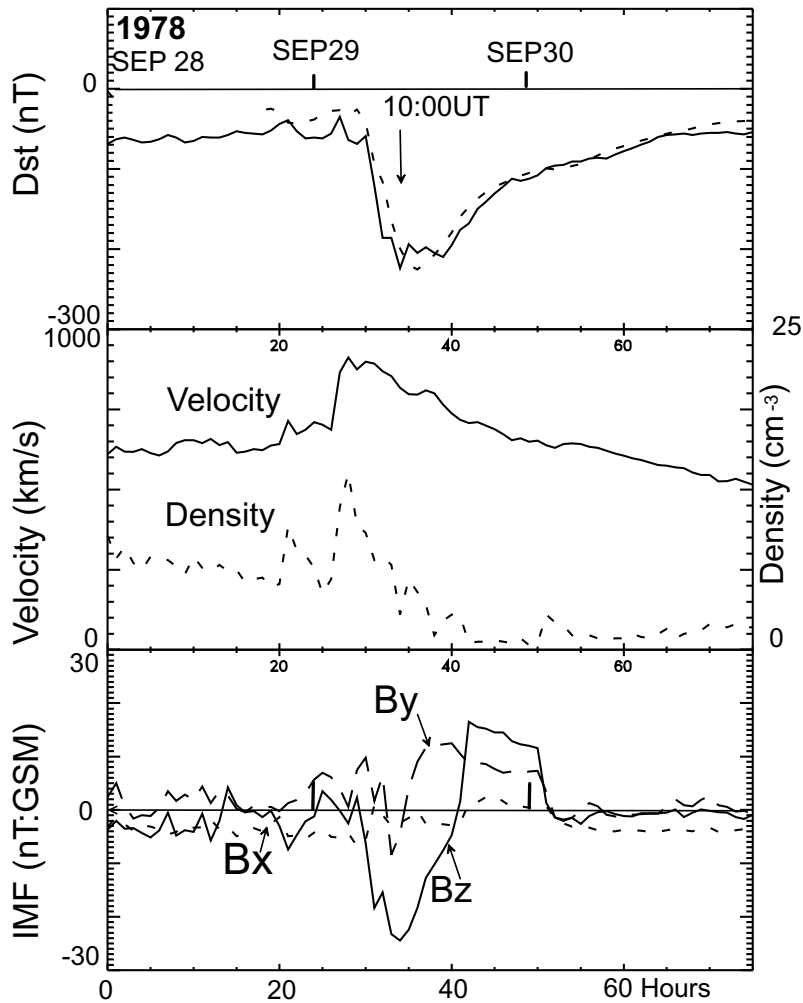 1978
SEP 28
SEP29
SEP30
0
10:00UT
Dst (nT)
-300
20
40
60
1000
25
Velocity
Density
Velocity (km/s)
Density (cm-3)
0
0
20
40
60
30
By
0
Bx
Bz
IMF (nT:GSM)
-30
0
20
40
60 Hours